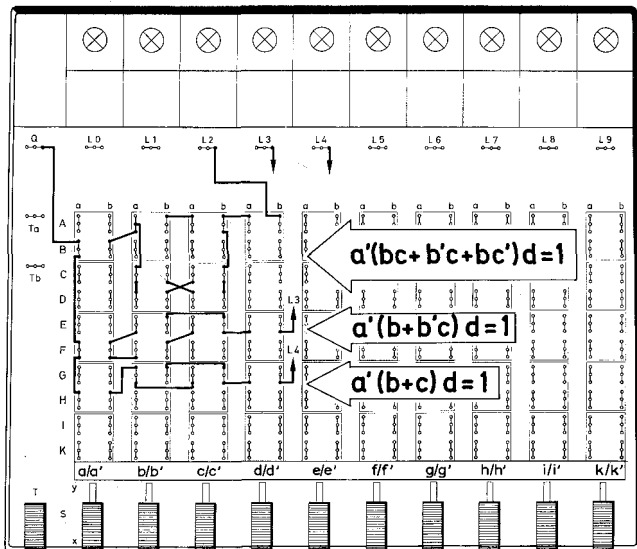 Q L0 L1 L2 L3 L4 L5 L6 L7 L8 L9
a b a b a b a b a b a b a b a b a b a b
A
Ta
B
a'(bc+b'c+bc')d=1
C
Tb
D
L3
E
a'(b+b'c)d=1
F
L4
G
a'(b+c)d=1
H
I
K
a/a' b/b' c/c' d/d' e/e' f/f' g/g' h/h' i/i' k/k'
y
T S
x